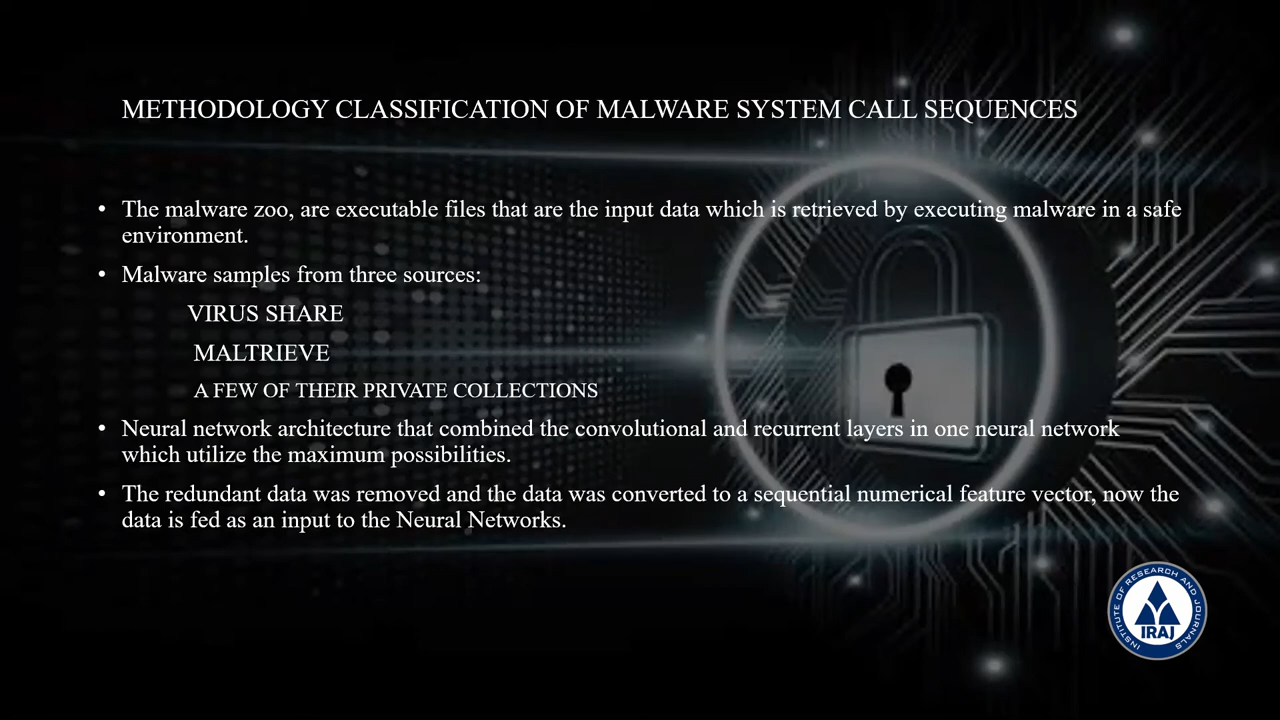 METHODOLOGY CLASSIFICATION OF MALWARE SYSTEM CALL SEQUENCES
• The malware zoo, are executable files that are the input data which is retrieved by executing malware in a safe
environment.
• Malware samples from three sources:
VIRUS SHARE
MALTRIEVE
A FEW OF THEIR PRIVATE COLLECTIONS
• Neural network architecture that combined the convolutional and recurrent layers in one neural network
which utilize the maximum possibilities.
• The redundant data was removed and the data was converted to a sequential numerical feature vector, now the
data is fed as an input to the Neural Networks.
INSTITUTE OF RESEARCH AND JOURNALS
IRAJ